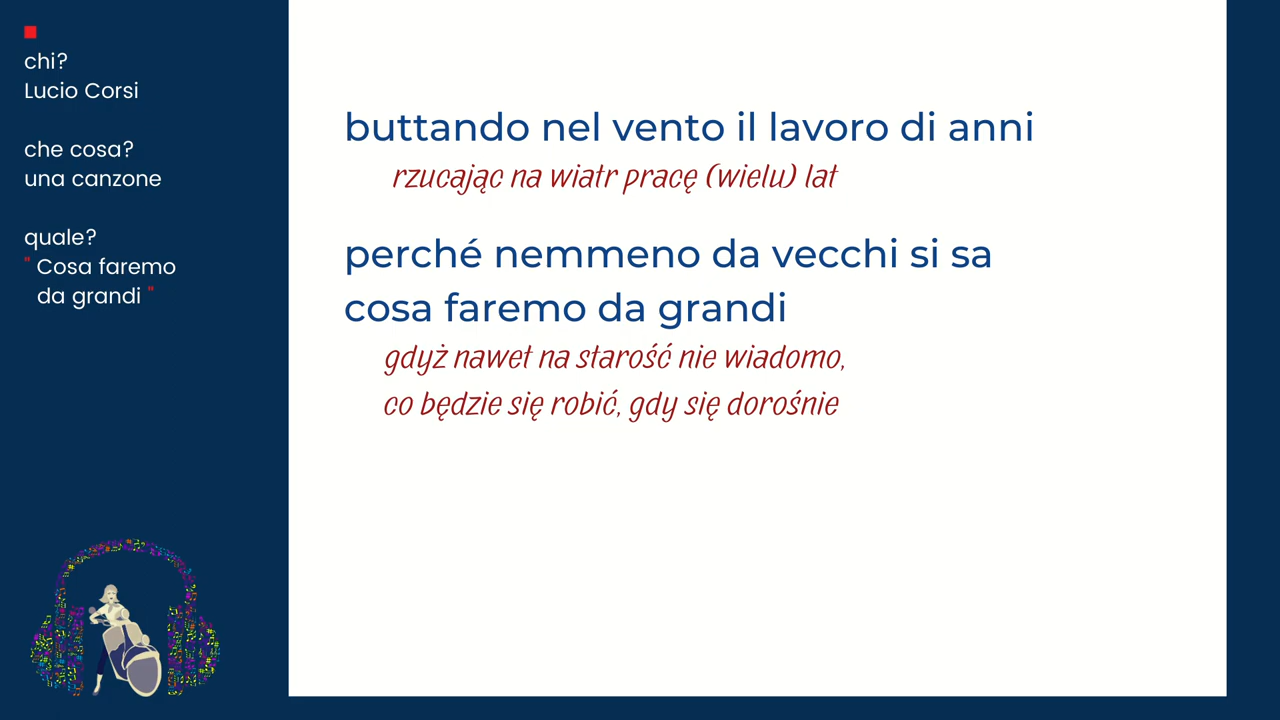 chi?
Lucio Corsi
che cosa?
una canzone
quale?
" Cosa faremo
da grandi "
buttando nel vento il lavoro di anni
rzucając na wiatr pracę (wielu) lat
perché nemmeno da vecchi si sa
cosa faremo da grandi
gdyż nawet na starość nie wiadomo,
co będzie się robić, gdy się dorośnie